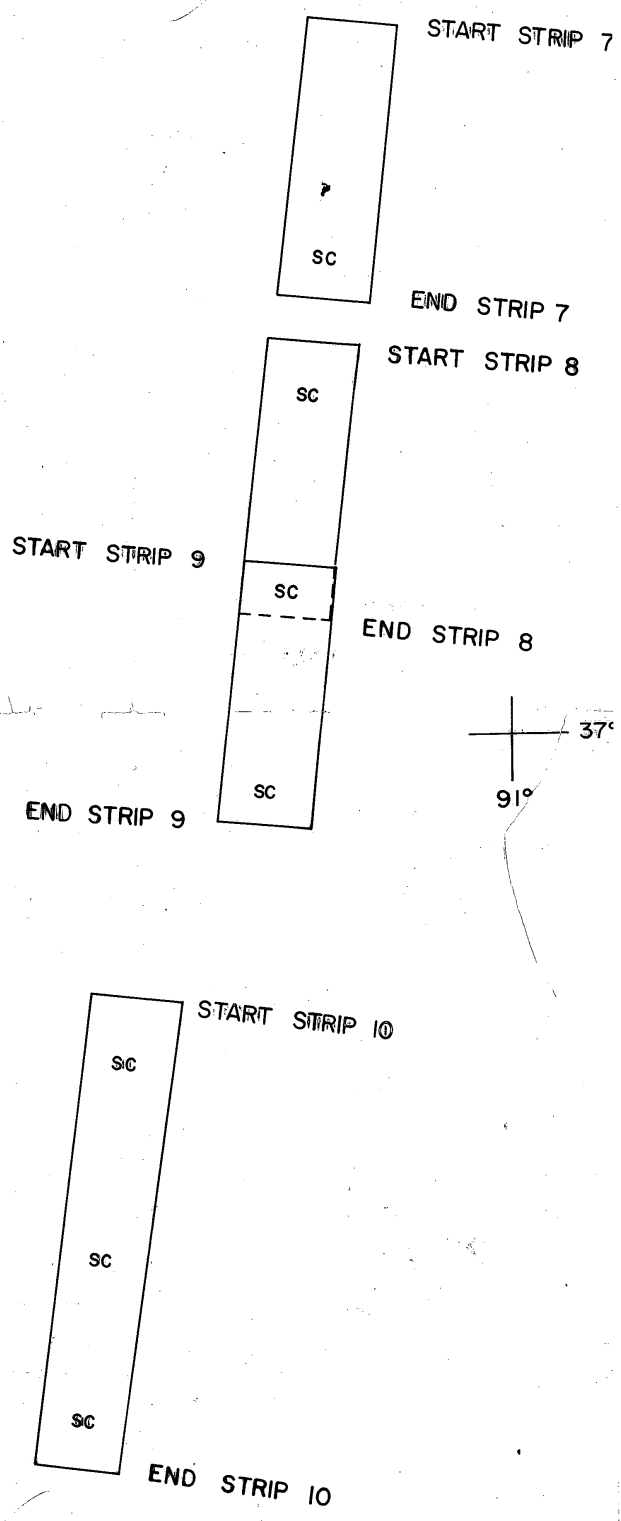 START STRIP 7
SC
END STRIP 7
START STRIP 8
SC
START STRIP 9
SC
END STRIP 8
37°
91°
SC
END STRIP 9
START STRIP 10
SC
SC
SC
END STRIP 10